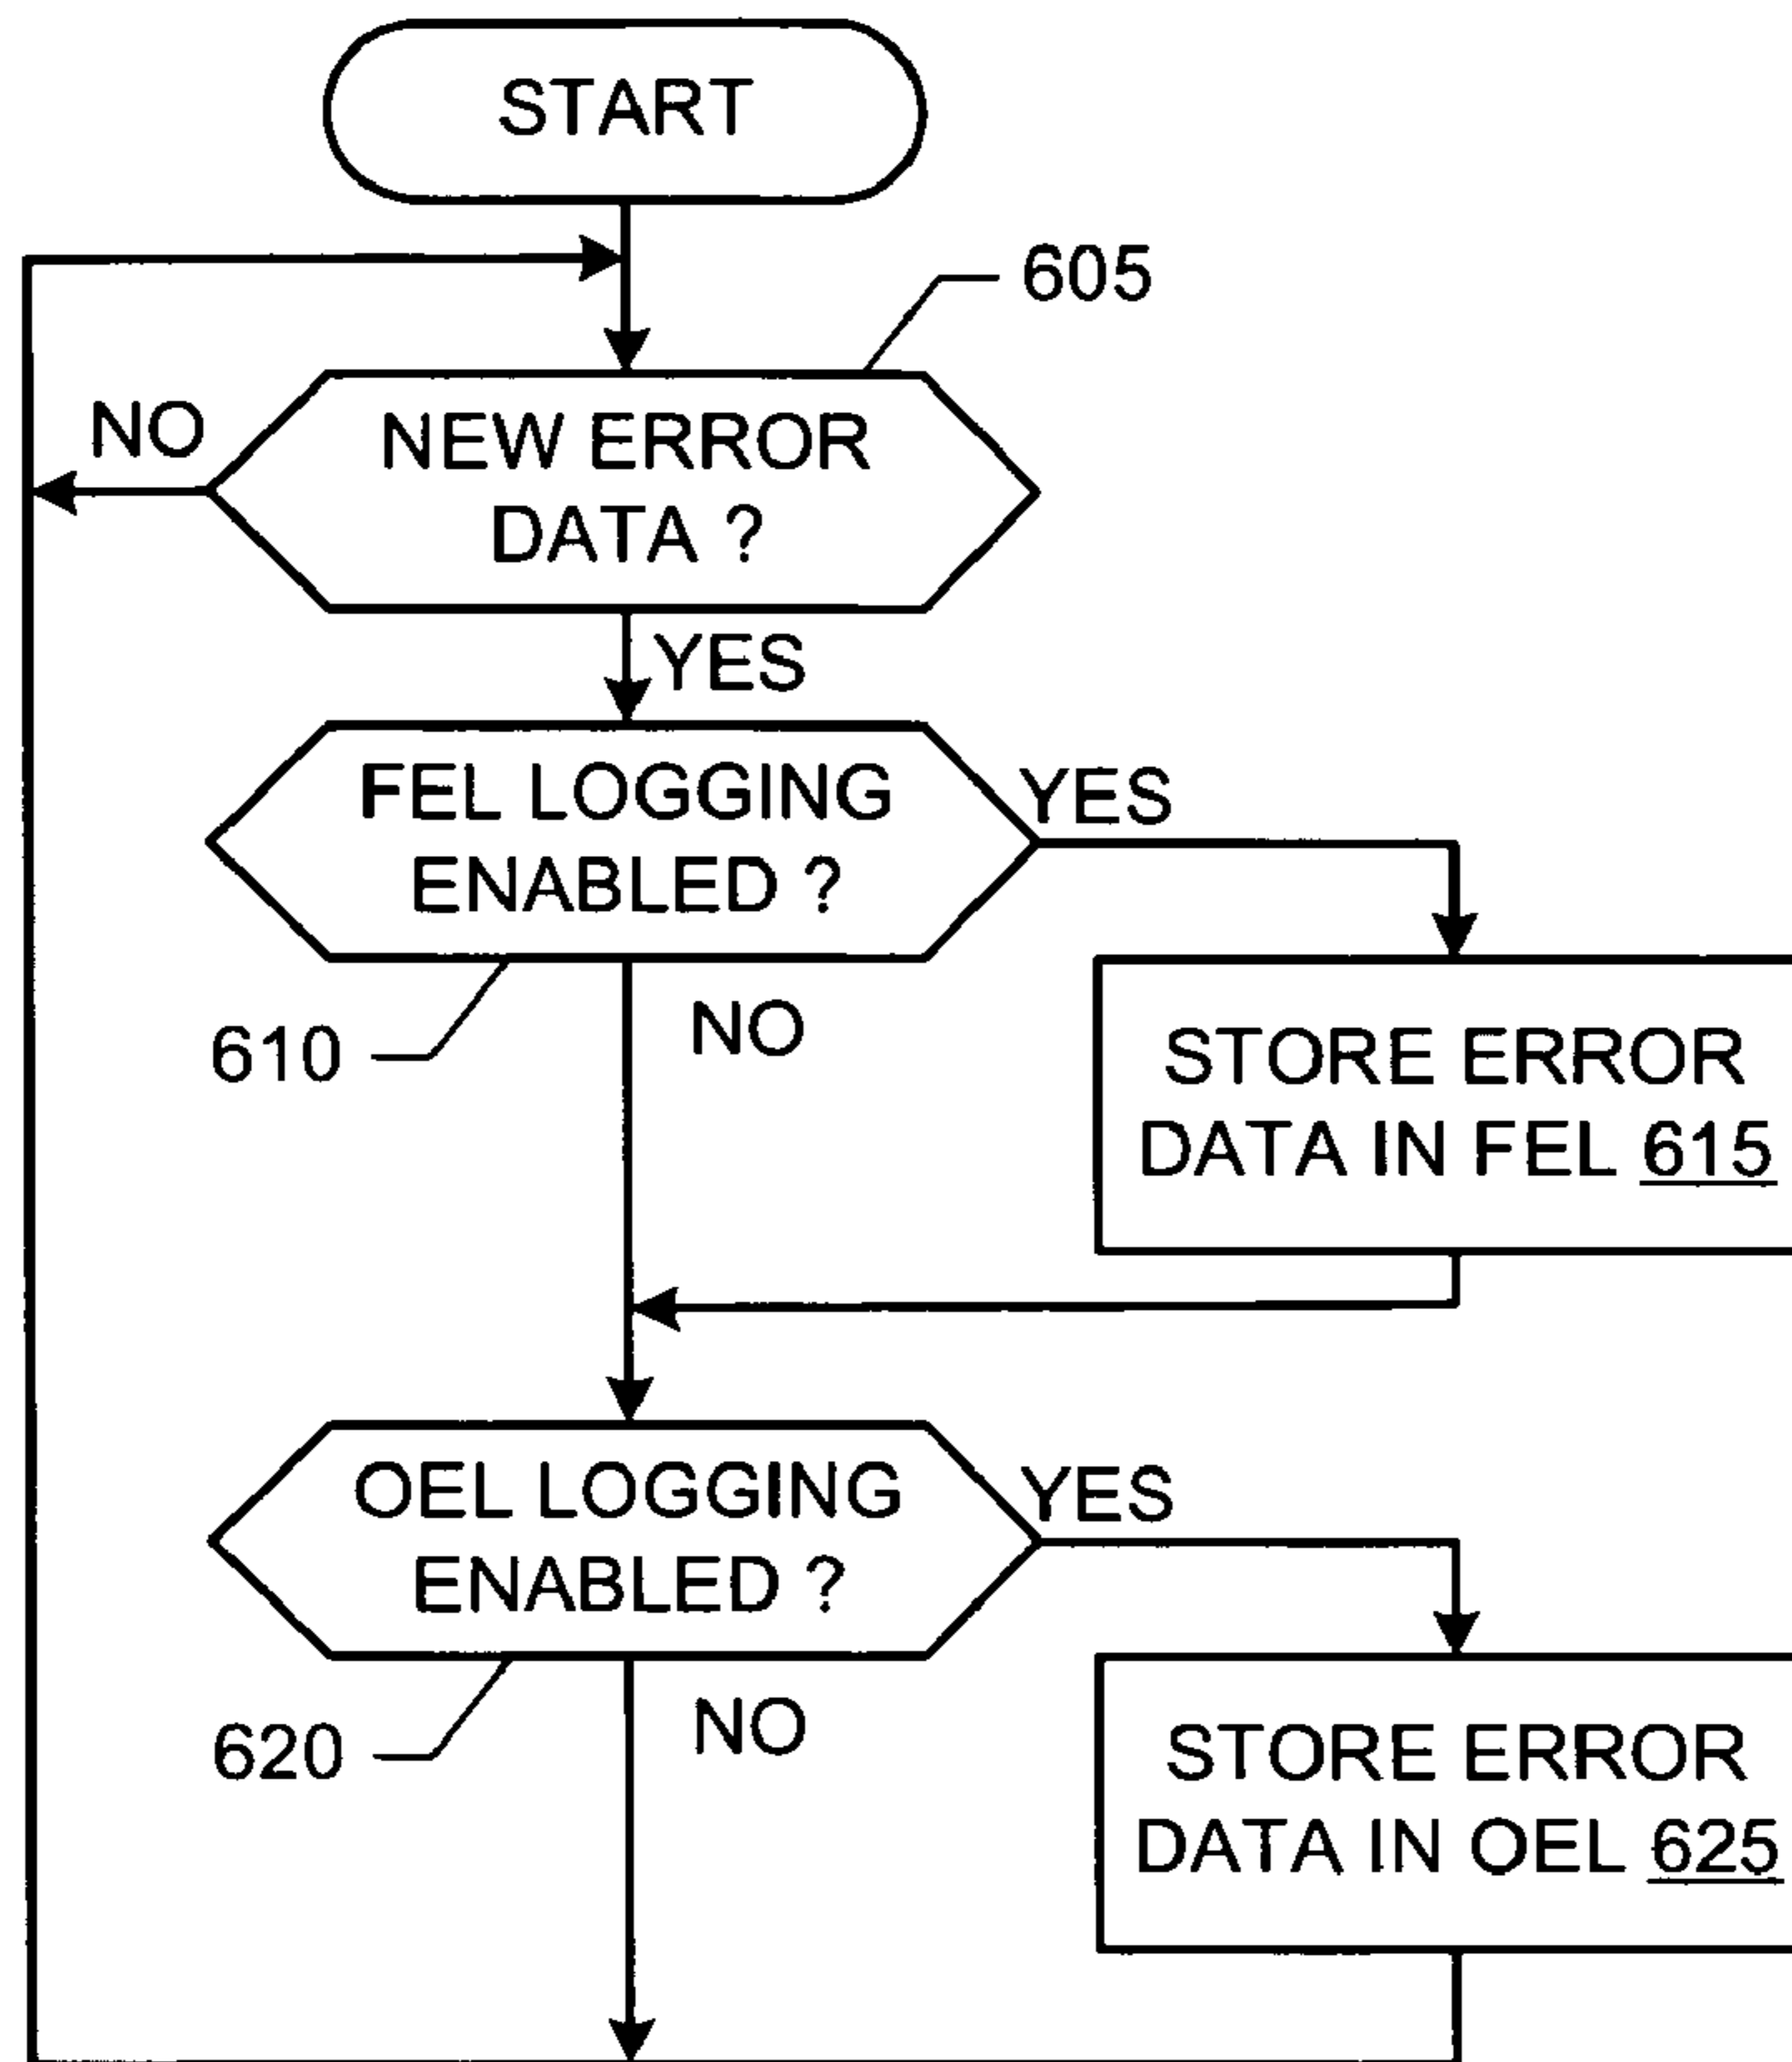 START
605
NO
NEW ERROR
DATA ?
YES
FEL LOGGING
ENABLED ?
YES
610
NO
STORE ERROR
DATA IN FEL 615
OEL LOGGING
ENABLED ?
YES
620
NO
STORE ERROR
DATA IN OEL 625